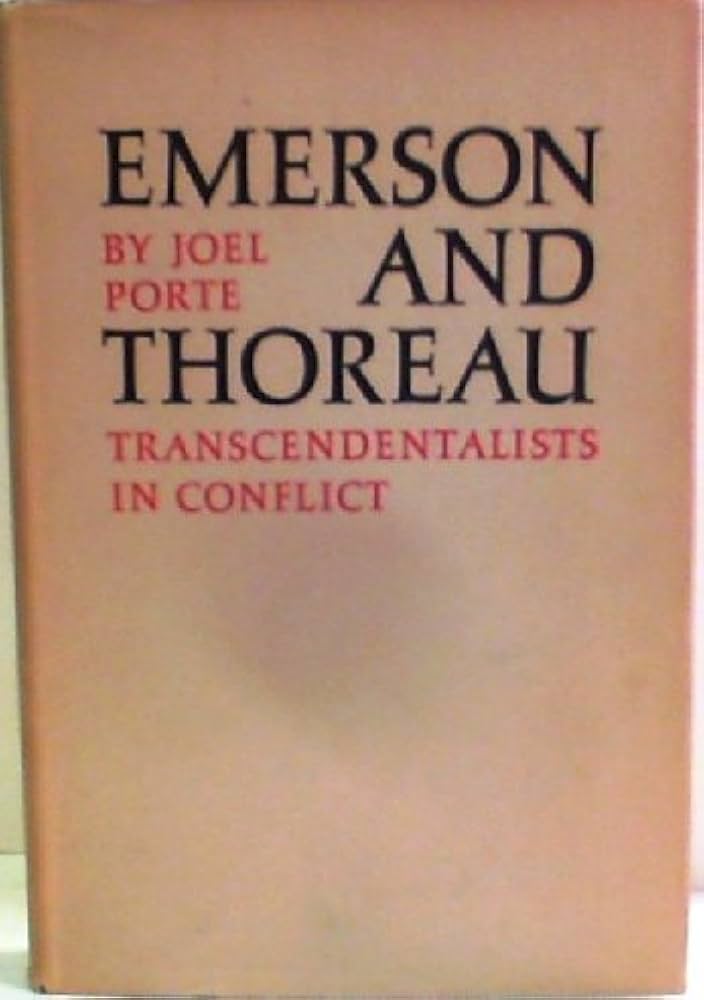 EMERSON
BY JOEL
PORTE
AND
THOREAU
TRANSCENDENTALISTS
IN CONFLICT